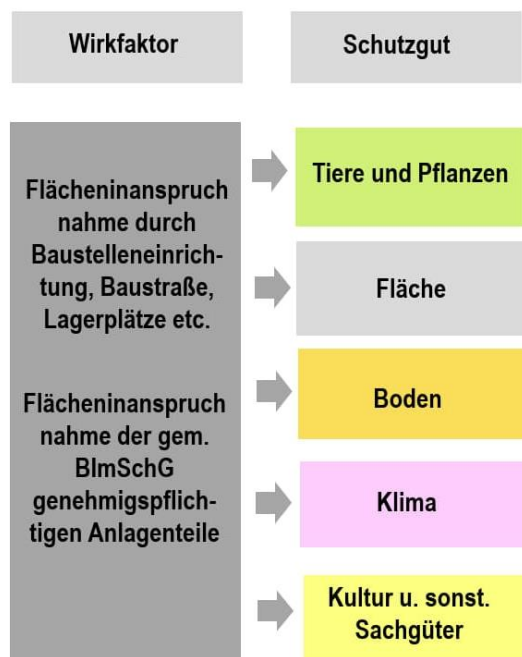 Wirkfaktor
Schutzgut
Flächeninanspruch
nahme durch
Baustelleneinrich-
tung, Baustraße,
Lagerplätze etc.
Flächeninanspruch
nahme der gem.
BImSchG
genehmigspflich-
tigen Anlagenteile
Tiere und Pflanzen
Fläche
Boden
Klima
Kultur u. sonst.
Sachgüter